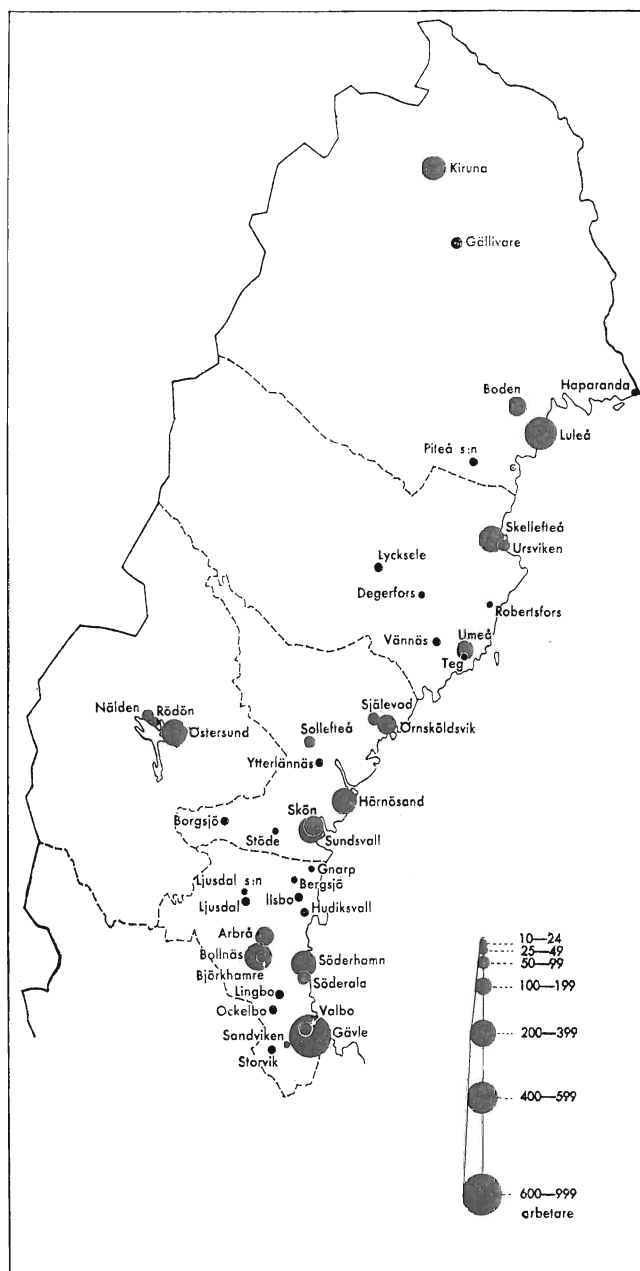 Kiruna
Gällivare
Boden
Haparanda
Luleå
Piteå s:n
Skellefteå
Ursviken
Lycksele
Degerfors
Robertsfors
Umeå
Vännäs
Teg
Nälden
Rödön
Östersund
Själevad
Örnsköldsvik
Sollefteå
Ytterlännäs
Härnösand
Skön
Borgsjö
Stöde
Sundsvall
Gnarp
Bergsjö
Ljusdal s:n
Ilsbo
Ljusdal
Hudiksvall
Arbrå
Bollnäs
Söderhamn
Björkhamre
Söderala
Lingbo
Ockelbo
Valbo
Sandviken
Gävle
Storvik
10—24
25—49
50—99
100—199
200—399
400—599
600—999
arbetare